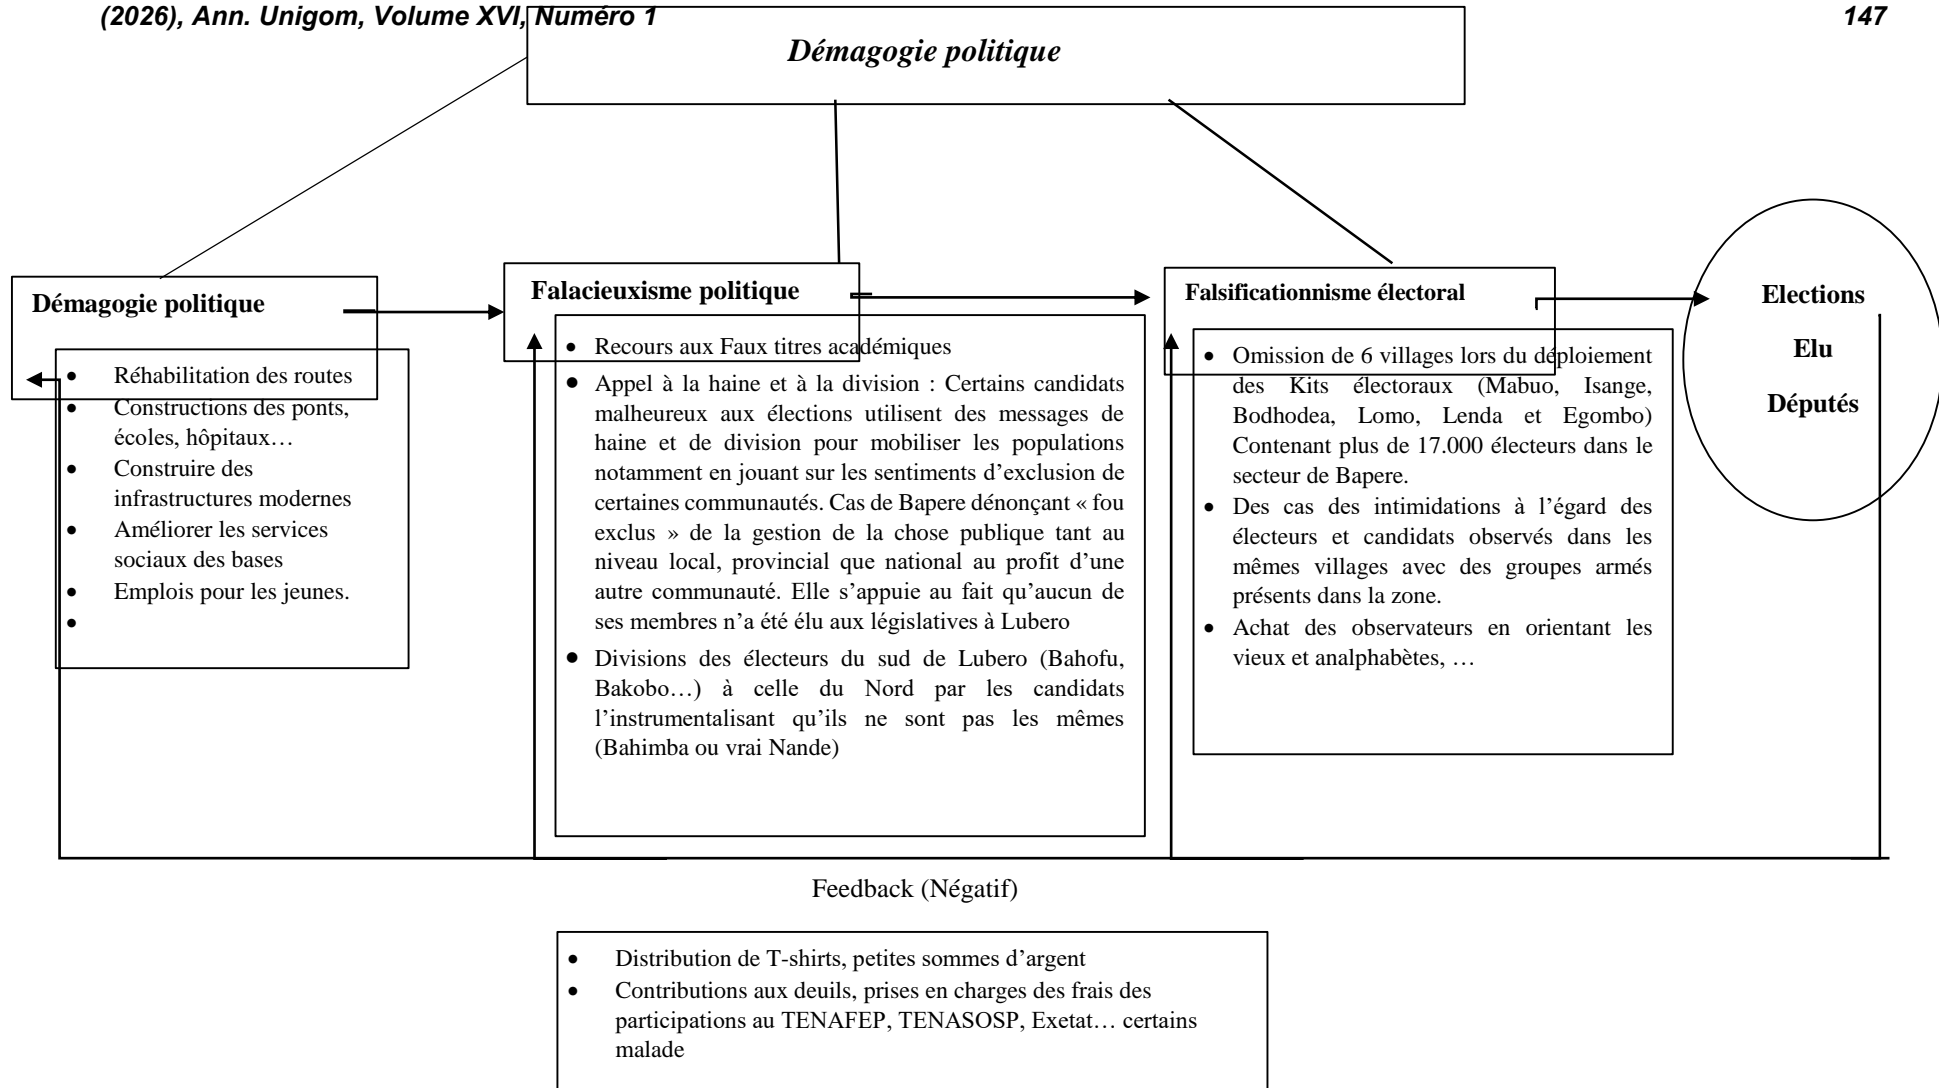 (2026), Ann. Unigom, Volume XVI, Numéro 1
147
Démagogie politique
Démagogie politique
Réhabilitation des routes
Constructions des ponts,
écoles, hôpitaux…
Construire des
infrastructures modernes
Améliorer les services
sociaux des bases
Emplois pour les jeunes.
Falacieuxisme politique
Recours aux Faux titres académiques
Appel à la haine et à la division : Certains candidats
malheureux aux élections utilisent des messages de
haine et de division pour mobiliser les populations
notamment en jouant sur les sentiments d’exclusion de
certaines communautés. Cas de Bapere dénonçant « fou
exclus » de la gestion de la chose publique tant au
niveau local, provincial que national au profit d’une
autre communauté. Elle s’appuie au fait qu’aucun de
ses membres n’a été élu aux législatives à Lubero
Divisions des électeurs du sud de Lubero (Bahofu,
Bakobo…) à celle du Nord par les candidats
l’instrumentalisant qu’ils ne sont pas les mêmes
(Bahimba ou vrai Nande)
Falsificationnisme électoral
Omission de 6 villages lors du déploiement
des Kits électoraux (Mabuo, Isange,
Bodhodea, Lomo, Lenda et Egombo)
Contenant plus de 17.000 électeurs dans le
secteur de Bapere.
Des cas des intimidations à l’égard des
électeurs et candidats observés dans les
mêmes villages avec des groupes armés
présents dans la zone.
Achat des observateurs en orientant les
vieux et analphabètes, …
Elections
Elu
Députés
Feedback (Négatif)
Distribution de T-shirts, petites sommes d’argent
Contributions aux deuils, prises en charges des frais des
participations au TENAFEP, TENASOSP, Exetat… certains
malade